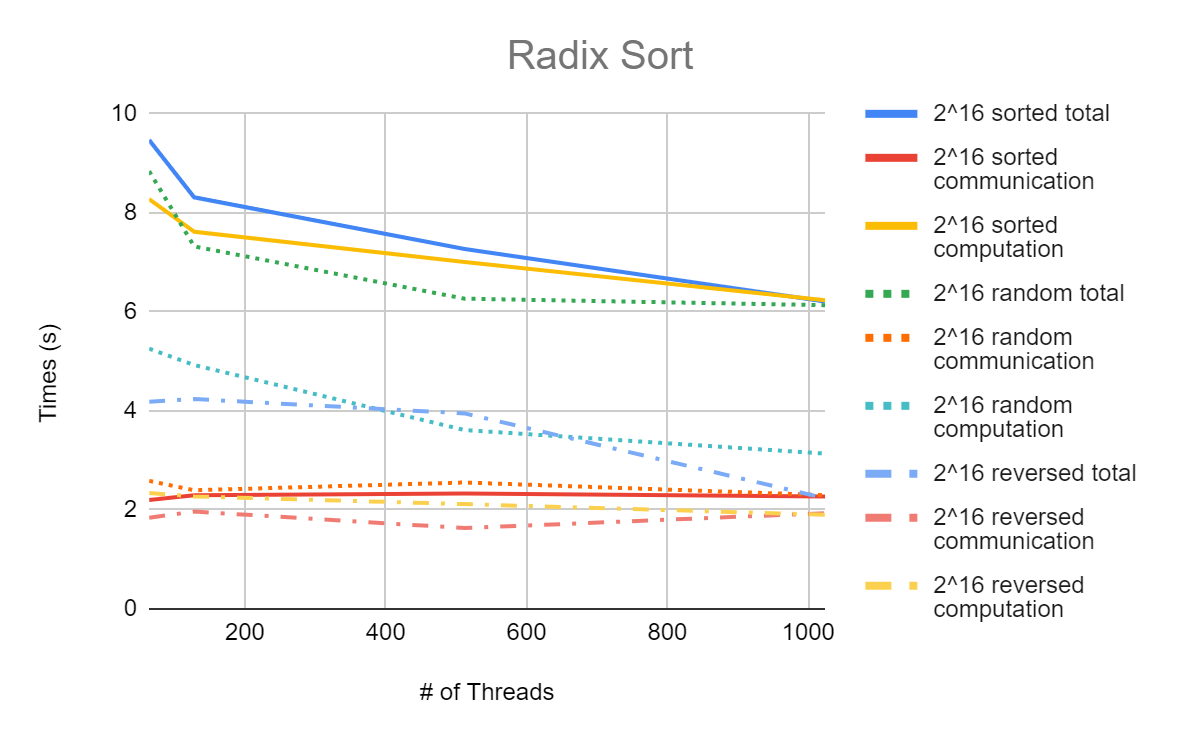 Radix Sort
10
8
6
4
2
0
Times (s)
200
400
600
800
1000
# of Threads
2^16 sorted total
2^16 sorted
communication
2^16 sorted
computation
2^16 random total
2^16 random
communication
2^16 random
computation
2^16 reversed total
2^16 reversed
communication
2^16 reversed
computation